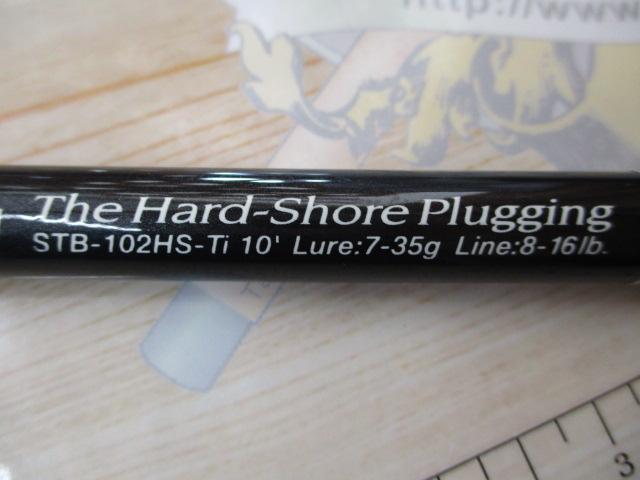 http://www
The Hard-Shore Plugging
STB-102HS-Ti 10' Lure:7-35g Line:8-16lb.
3